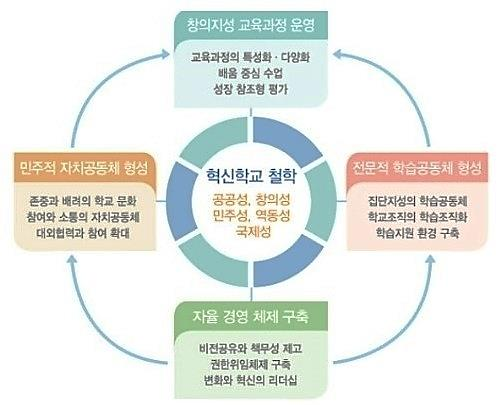 창의지성 교육과정 운영
교육과정의 특성화 · 다양화
배움 중심 수업
성장 참조형 평가
민주적 자치공동체 형성
존중과 배려의 학교 문화
참여와 소통의 자치공동체
대외협력과 참여 확대
혁신학교 철학
공공성, 창의성
민주성, 역동성
국제성
전문적 학습공동체 형성
집단지성의 학습공동체
학교조직의 학습조직화
학습지원 환경 구축
자율 경영 체제 구축
비전공유와 책무성 제고
권한위임체제 구축
변화와 혁신의 리더십